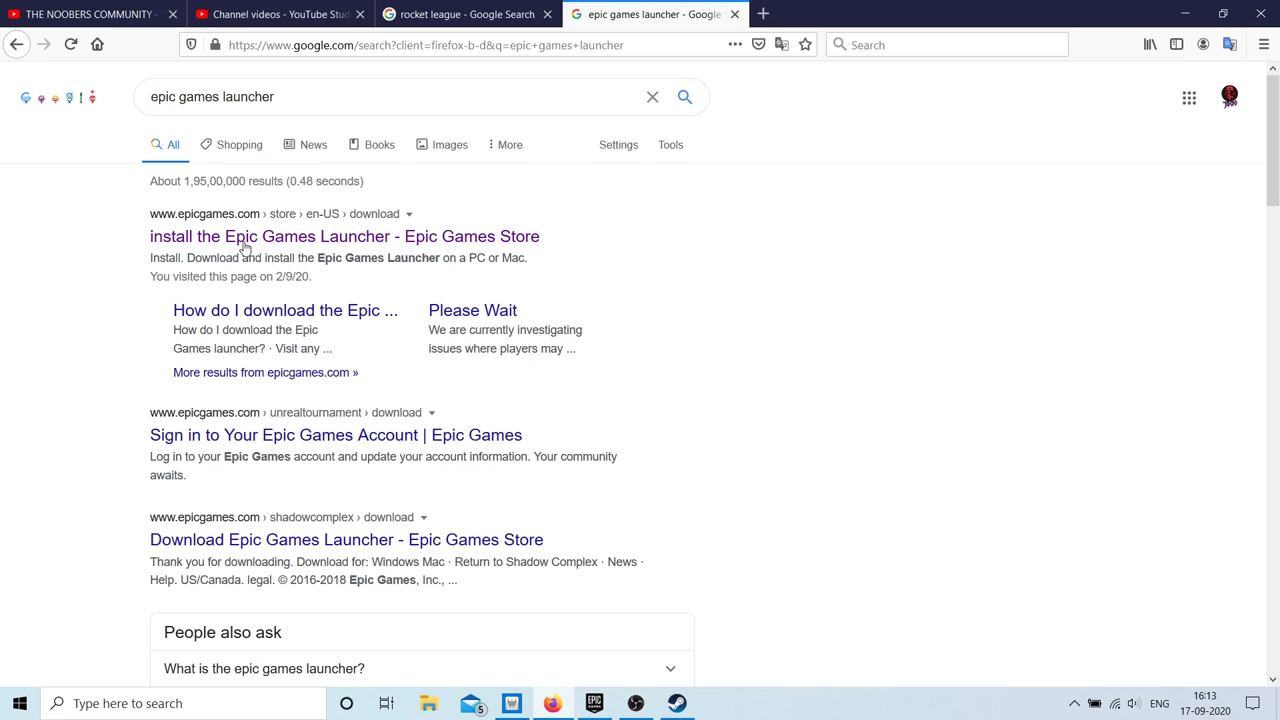 THE NOOBERS COMMUNITY -
Channel videos - YouTube Stud
rocket league - Google Search
epic games launcher - Google
https://www.google.com/search?client=firefox-b-d&q=epic+games+launcher
Search
Google
epic games launcher
All
Shopping
News
Books
Images
More
Settings
Tools
About 1,95,00,000 results (0.48 seconds)
www.epicgames.com › store › en-US › download
install the Epic Games Launcher - Epic Games Store
Install. Download and install the Epic Games Launcher on a PC or Mac.
You visited this page on 2/9/20.
How do I download the Epic ...
How do I download the Epic
Games launcher? · Visit any ...
Please Wait
We are currently investigating
issues where players may ...
More results from epicgames.com »
www.epicgames.com › unrealtournament › download
Sign in to Your Epic Games Account | Epic Games
Log in to your Epic Games account and update your account information. Your community
awaits.
www.epicgames.com › shadowcomplex › download
Download Epic Games Launcher - Epic Games Store
Thank you for downloading. Download for: Windows Mac · Return to Shadow Complex · News ·
Help. US/Canada. legal. © 2016-2018 Epic Games, Inc., ...
People also ask
What is the epic games launcher?
Type here to search
5
EPIC
GAMES
ENG
16:13
17-09-2020